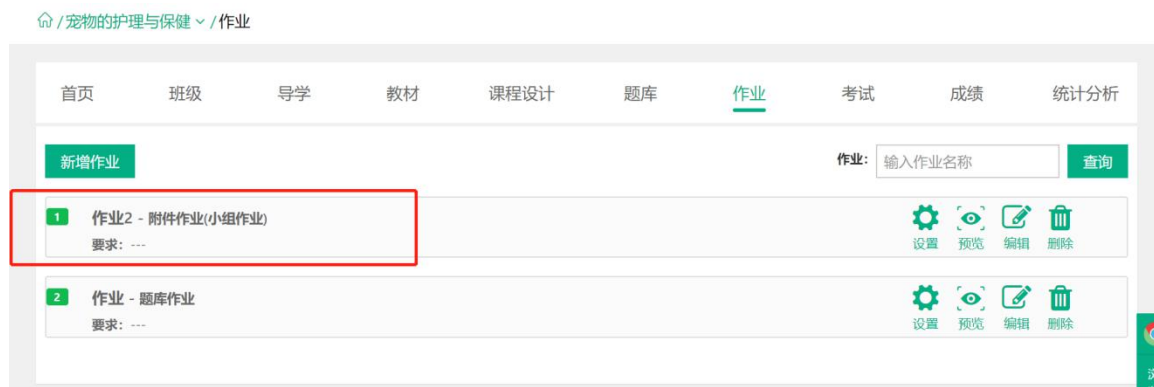 /宠物的护理与保健 /作业
首页 班级 导学 教材 课程设计 题库 作业 考试 成绩 统计分析
新增作业 作业: 输入作业名称 查询
1 作业2 - 附件作业(小组作业)
要求: ---
设置 预览 编辑 删除
2 作业 - 题库作业
要求: ---
设置 预览 编辑 删除